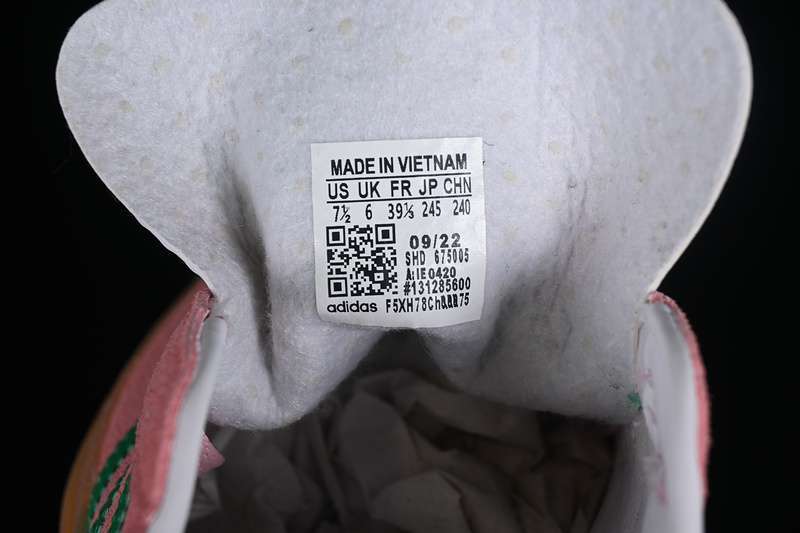 MADE IN VIETNAM
US UK FR JP CHN
7½ 6 39⅓ 245 240
09/22
SHD 675005
A:IE0420
#131285600
adidas